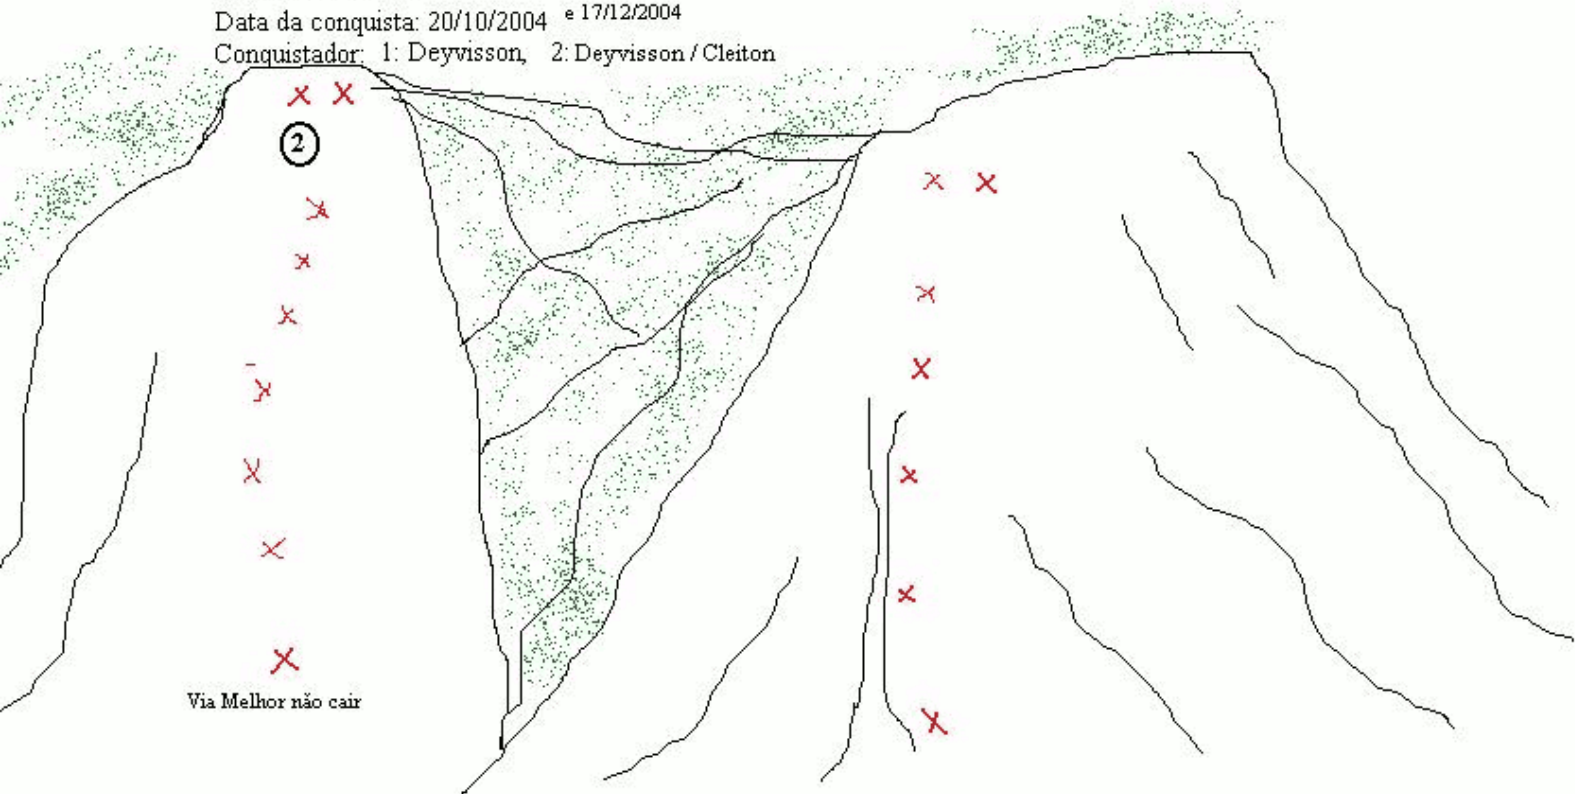 Data da conquista: 20/10/2004 e 17/12/2004
Conquistador: 1: Deyvisson, 2: Deyvisson / Cleiton
2
Via Melhor não cair